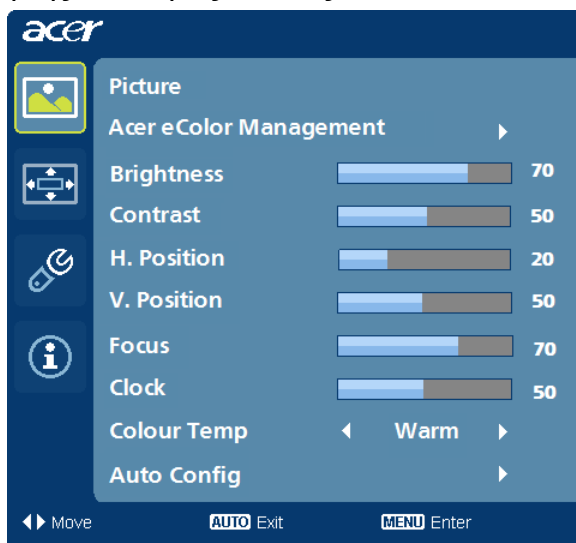 acer
Picture
Acer eColor Management
Brightness 70
Contrast 50
H. Position 20
V. Position 50
Focus 70
Clock 50
Colour Temp Warm
Auto Config
Move AUTO Exit MENU Enter